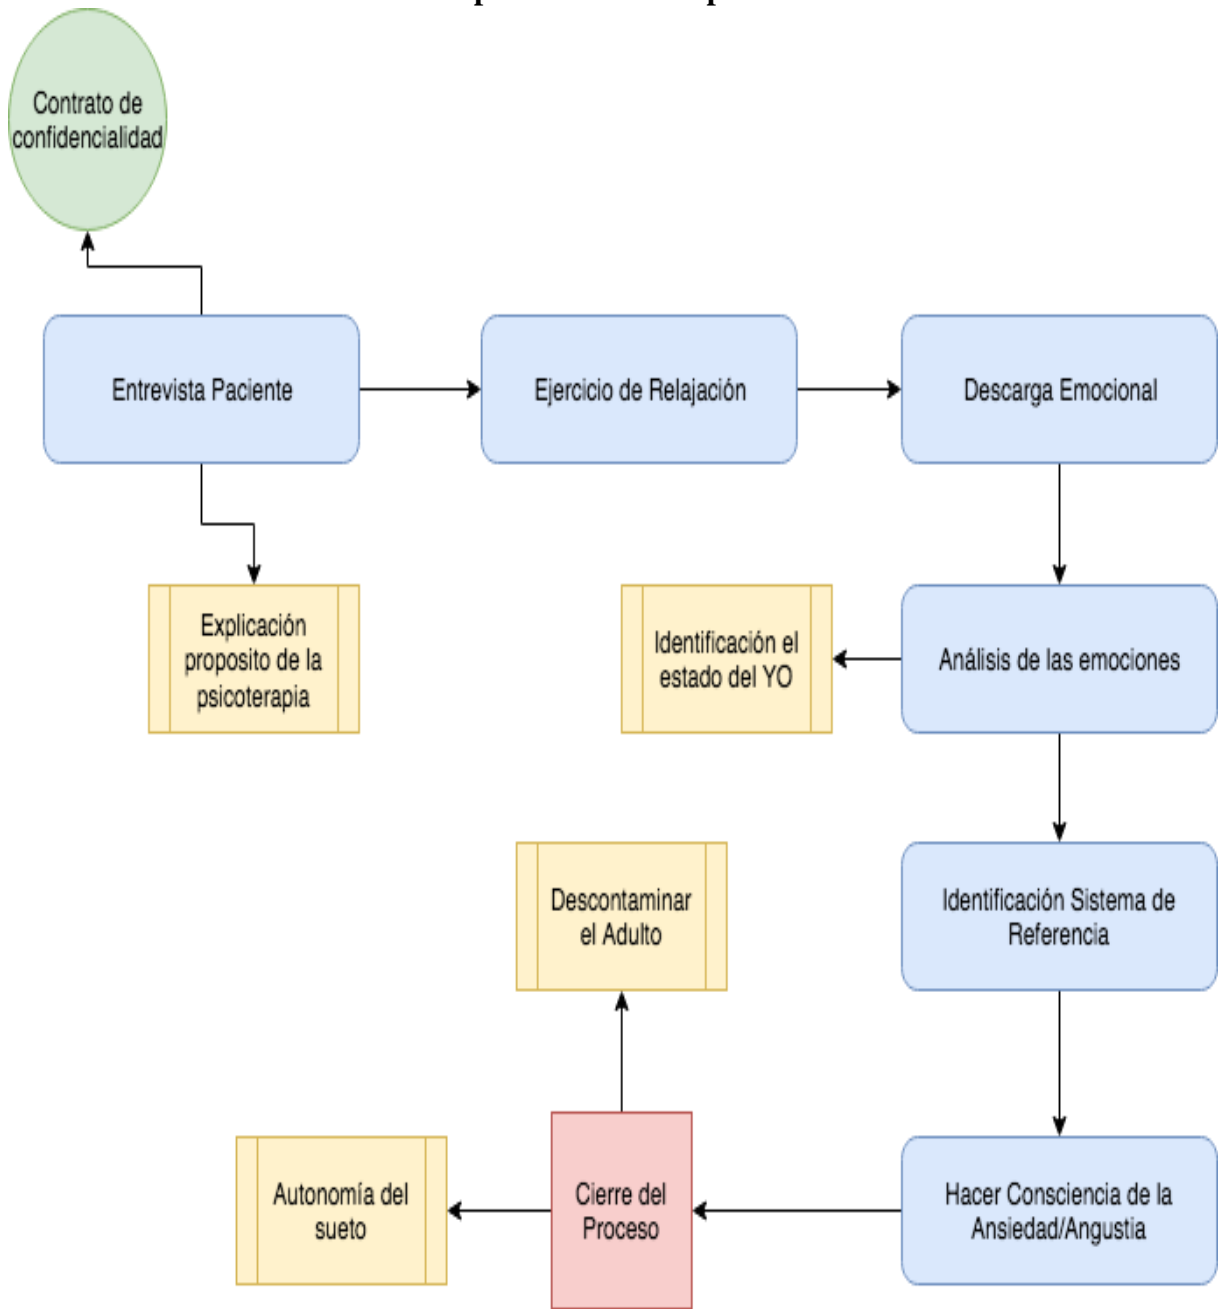 Contrato de
confidencialidad
Entrevista Paciente
Ejercicio de Relajación
Descarga Emocional
Explicación
proposito de la
psicoterapia
Identificación el
estado del YO
Análisis de las emociones
Descontaminar
el Adulto
Identificación Sistema de
Referencia
Autonomía del
sueto
Cierre del
Proceso
Hacer Consciencia de la
Ansiedad/Angustia